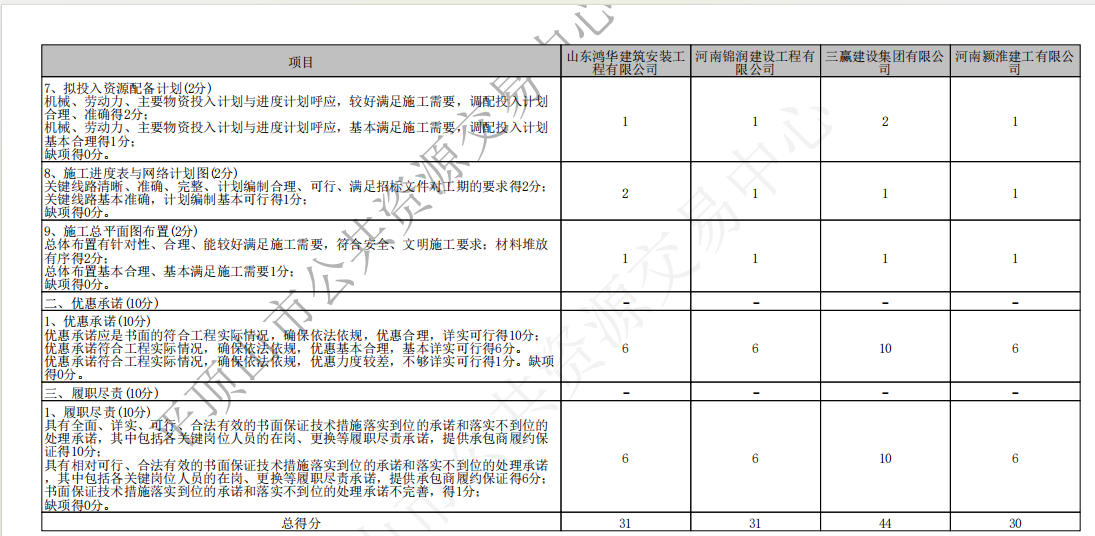 项目
山东鸿华建筑安装工
程有限公司
河南锦润建设工程有
限公司
三赢建设集团有限公
司
河南颍淮建工有限公
司
7、拟投入资源配备计划(2分)
机械、劳动力、主要物资投入计划与进度计划呼应，较好满足施工需要，调配投入计划
合理、准确得2分；
机械、劳动力、主要物资投入计划与进度计划呼应，基本满足施工需要，调配投入计划
基本合理得1分；
缺项得0分。
1
1
2
1
8、施工进度表与网络计划图(2分)
关键线路清晰、准确、完整、计划编制合理、可行、满足招标文件对工期的要求得2分；
关键线路基本准确，计划编制基本可行得1分；
缺项得0分。
2
1
1
1
9、施工总平面图布置(2分)
总体布置有针对性、合理、能较好满足施工需要，符合安全、文明施工要求；材料堆放
有序得2分；
总体布置基本合理、基本满足施工需要1分；
缺项得0分。
1
1
1
1
二、优惠承诺(10分)
-
-
-
-
1、优惠承诺(10分)
优惠承诺应是书面的符合工程实际情况，确保依法依规，优惠合理，详实可行得10分；
优惠承诺符合工程实际情况，确保依法依规，优惠基本合理，基本详实可行得6分。
优惠承诺符合工程实际情况，确保依法依规，优惠力度较差，不够详实可行得1分。缺项
得0分。
6
6
10
6
三、履职尽责(10分)
-
-
-
-
1、履职尽责(10分)
具有全面、详实、可行、合法有效的书面保证技术措施落实到位的承诺和落实不到位的
处理承诺，其中包括各关键岗位人员的在岗、更换等履职尽责承诺，提供承包商履约保
证得10分；
具有相对可行、合法有效的书面保证技术措施落实到位的承诺和落实不到位的处理承诺
，其中包括各关键岗位人员的在岗、更换等履职尽责承诺，提供承包商履约保证得6分；
书面保证技术措施落实到位的承诺和落实不到位的处理承诺不完善，得1分；
缺项得0分。
6
6
10
6
总得分
31
31
44
30
平顶山市公共资源交易中心
山市公共资源交易中心